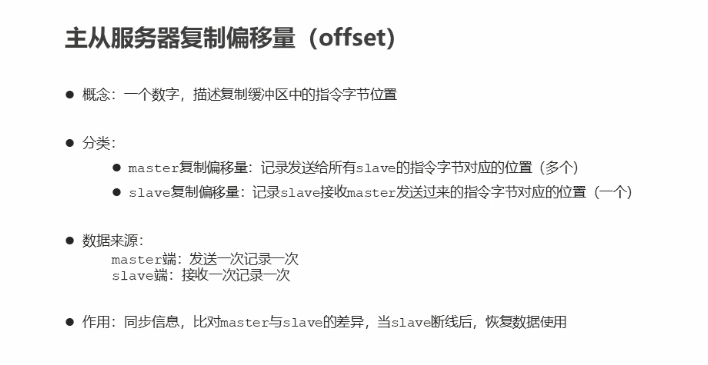 主从服务器复制偏移量（offset）
● 概念：一个数字，描述复制缓冲区中的指令字节位置
● 分类：
● master复制偏移量：记录发送给所有slave的指令字节对应的位置（多个）
● slave复制偏移量：记录slave接收master发送过来的指令字节对应的位置（一个）
● 数据来源：
master端：发送一次记录一次
slave端：接收一次记录一次
● 作用：同步信息，比对master与slave的差异，当slave断线后，恢复数据使用